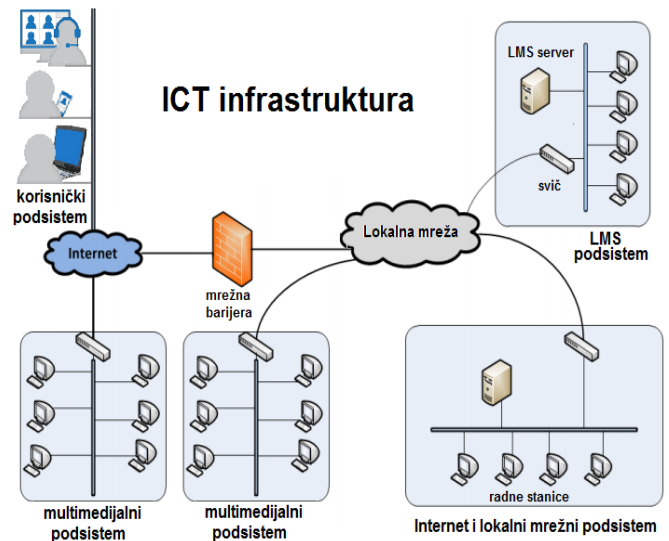 ICT infrastruktura
korisnički
podsistem
LMS server
svič
LMS
podsistem
Internet
mrežna
barijera
Lokalna mreža
multimedijalni
podsistem
multimedijalni
podsistem
radne stanice
Internet i lokalni mrežni podsistem